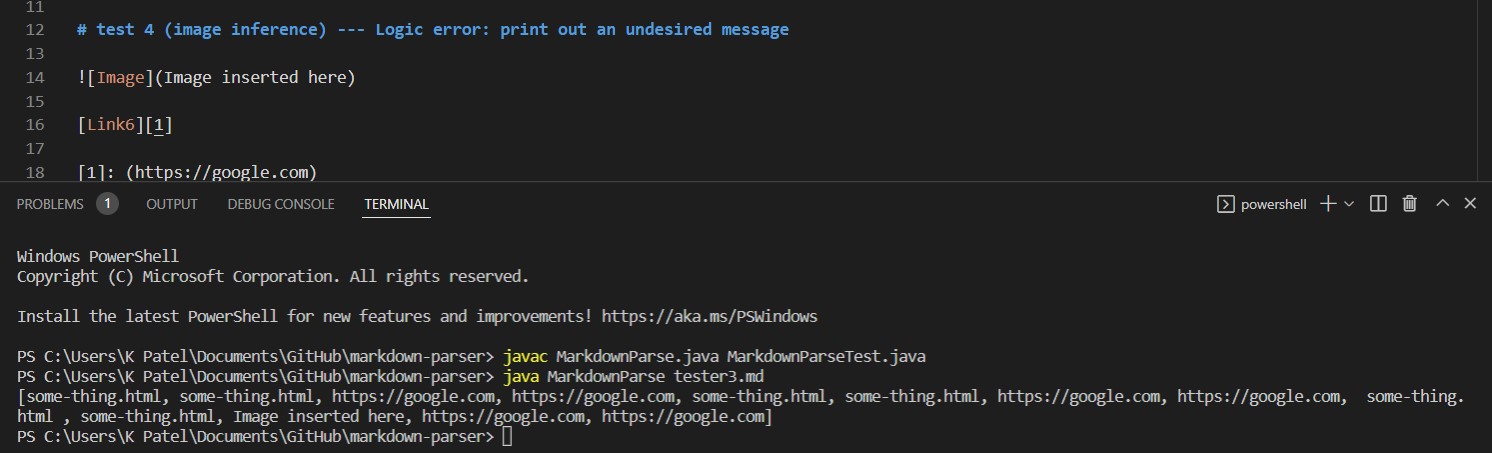 11
12 # test 4 (image inference) --- Logic error: print out an undesired message
13
14 ![Image](Image inserted here)
15
16 [Link6][1]
17
18 [1]: (https://google.com)
PROBLEMS 1 OUTPUT DEBUG CONSOLE TERMINAL powershell
Windows PowerShell
Copyright (C) Microsoft Corporation. All rights reserved.
Install the latest PowerShell for new features and improvements! https://aka.ms/PSWindows
PS C:\Users\K Patel\Documents\GitHub\markdown-parser> javac MarkdownParse.java MarkdownParseTest.java
PS C:\Users\K Patel\Documents\GitHub\markdown-parser> java MarkdownParse tester3.md
[some-thing.html, some-thing.html, https://google.com, https://google.com, some-thing.html, some-thing.html, https://google.com, https://google.com,  some-thing.
html , some-thing.html, Image inserted here, https://google.com, https://google.com]
PS C:\Users\K Patel\Documents\GitHub\markdown-parser>